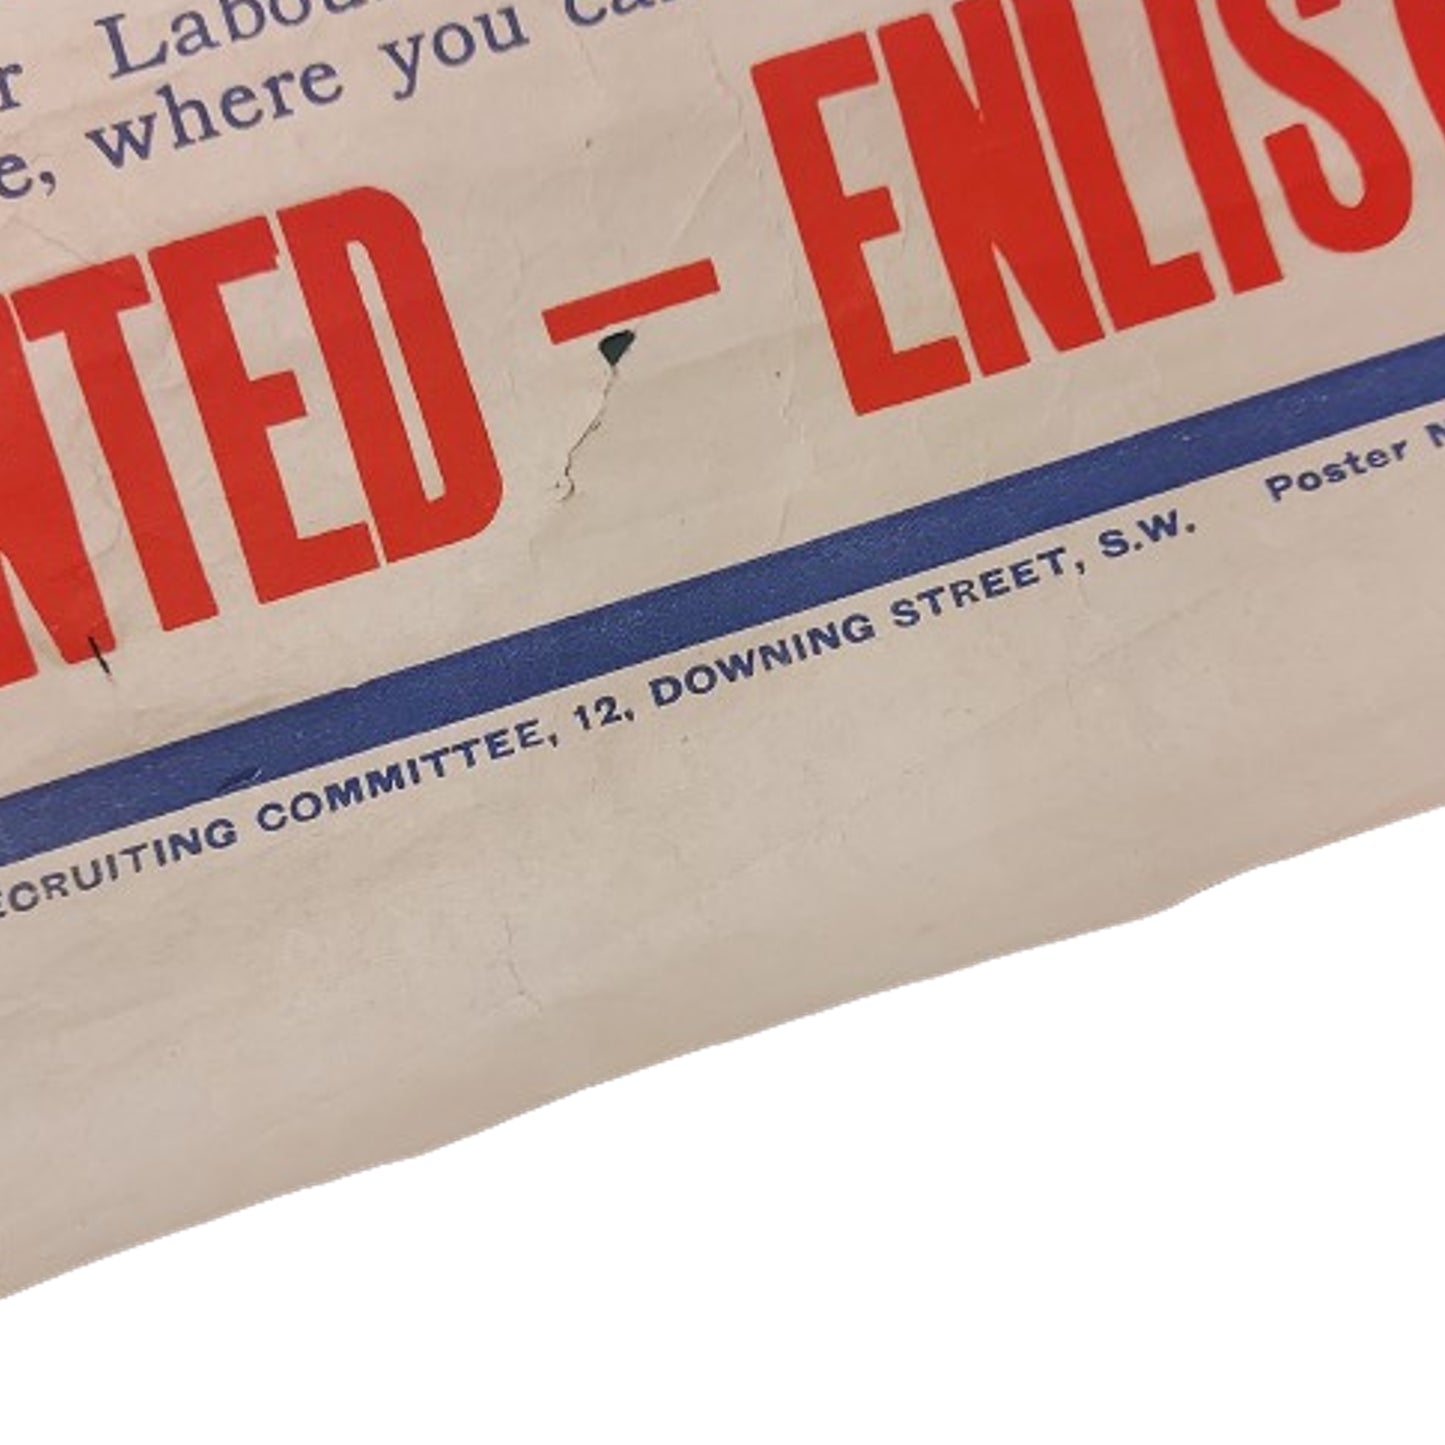 r Labou
e, where you ca
NTED — ENLIS
ECRUITING COMMITTEE, 12, DOWNING STREET, S.W. Poster N